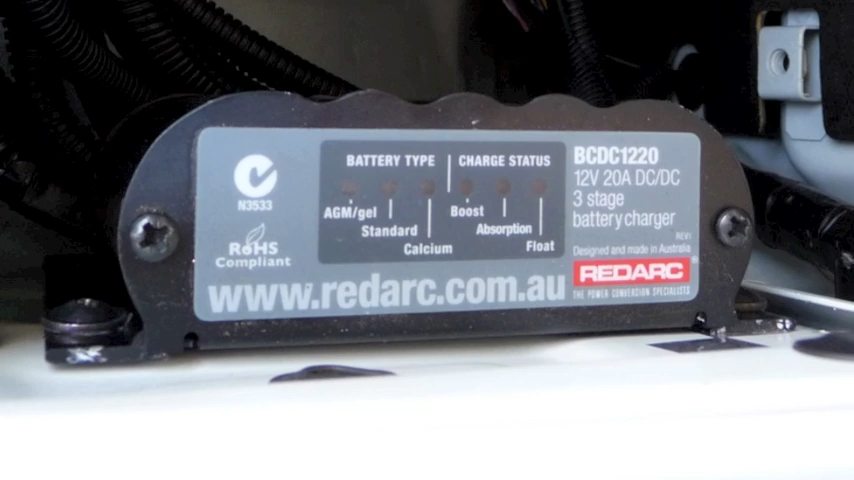 N3533
RoHS
Compliant
BATTERY TYPE
CHARGE STATUS
AGM/gel
Standard
Calcium
Boost
Absorption
Float
BCDC1220
12V 20A DC/DC
3 stage
battery charger
REV1
Designed and made in Australia
REDARC
THE POWER CONVERSION SPECIALISTS
www.redarc.com.au